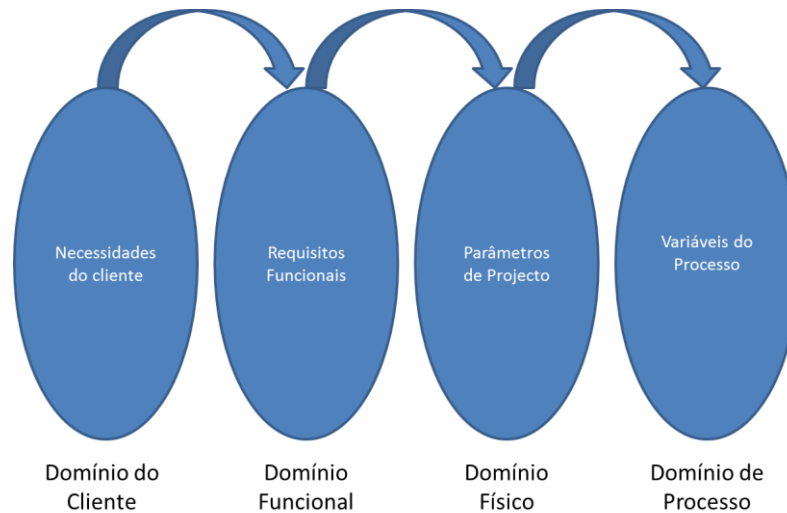 Necessidades
do cliente
Requisitos
Funcionais
Parâmetros
de Projecto
Variáveis do
Processo
Domínio do
Cliente
Domínio
Funcional
Domínio
Físico
Domínio de
Processo